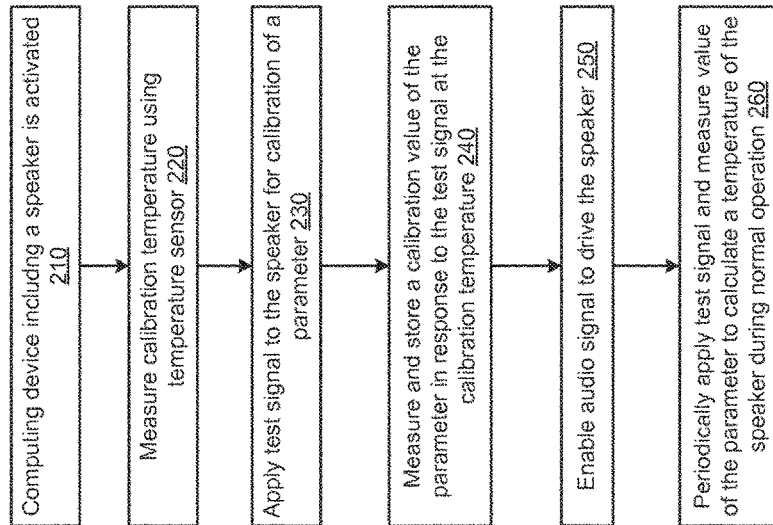 Computing device includng a speaker is activated
210
Measure calibration temperature using
temperature sensor 220
Apply test signal to the speaker for calibration of a
parameter 230
Measure and store a calibration value of the
parameter in response to the test signal at the
calibration temperature 240
Enable audio signal to drive the speaker 250
Periodically apply test signal and measure value
of the parameter to calculate a temperature of the
speaker during normal operation 260